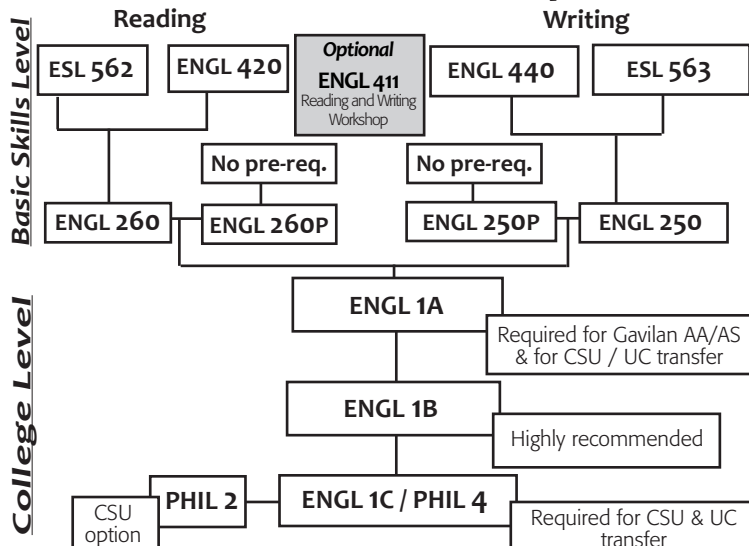 Reading
Writing
Basic Skills Level
ESL 562
ENGL 420
Optional
ENGL 411
Reading and Writing
Workshop
ENGL 440
ESL 563
No pre-req.
No pre-req.
ENGL 260
ENGL 260P
ENGL 250P
ENGL 250
College Level
ENGL 1A
Required for Gavilan AA/AS
& for CSU / UC transfer
ENGL 1B
Highly recommended
CSU
option
PHIL 2
ENGL 1C / PHIL 4
Required for CSU & UC
transfer